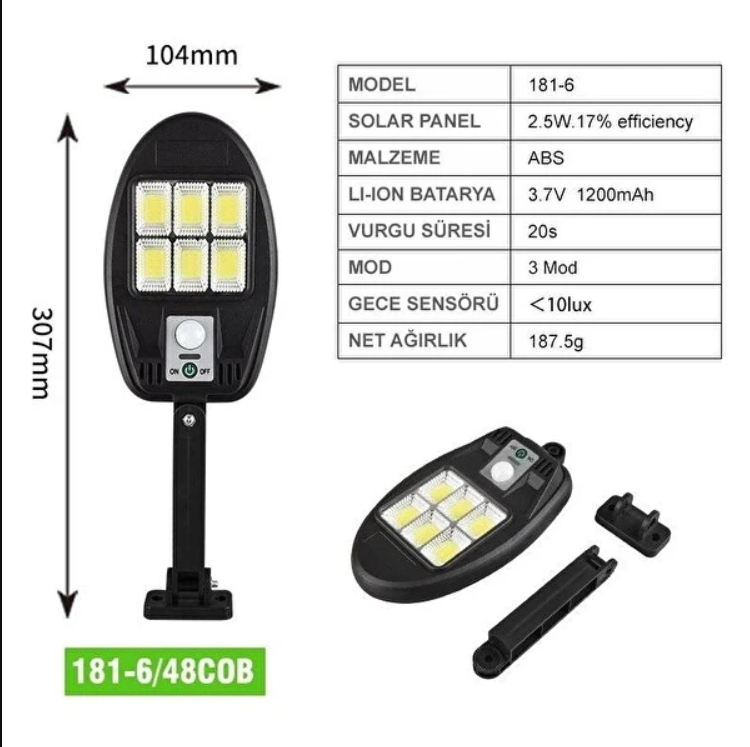 104mm
307mm
MODEL 181-6
SOLAR PANEL 2.5W.17% efficiency
MALZEME ABS
LI-ION BATARYA 3.7V 1200mAh
VURGU SÜRESİ 20s
MOD 3 Mod
GECE SENSÖRÜ <10lux
NET AĞIRLIK 187.5g
ON OFF
181-6/48COB